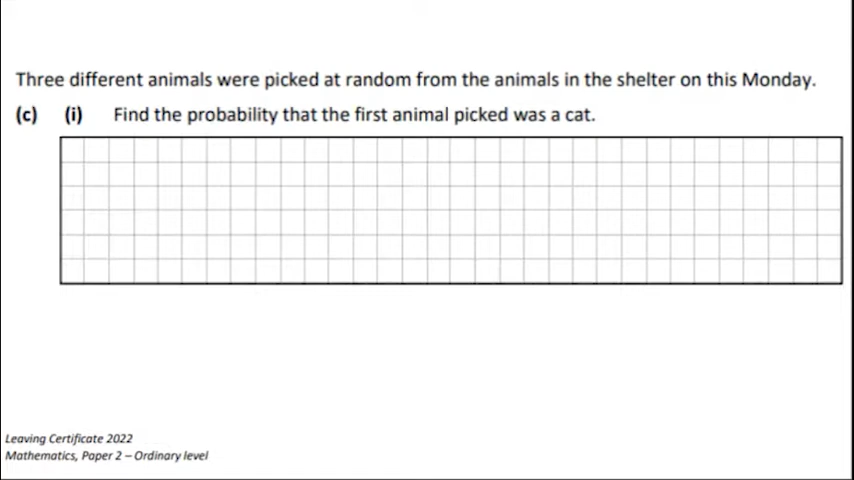 Three different animals were picked at random from the animals in the shelter on this Monday.
(c) (i) Find the probability that the first animal picked was a cat.
Leaving Certificate 2022
Mathematics, Paper 2 – Ordinary level